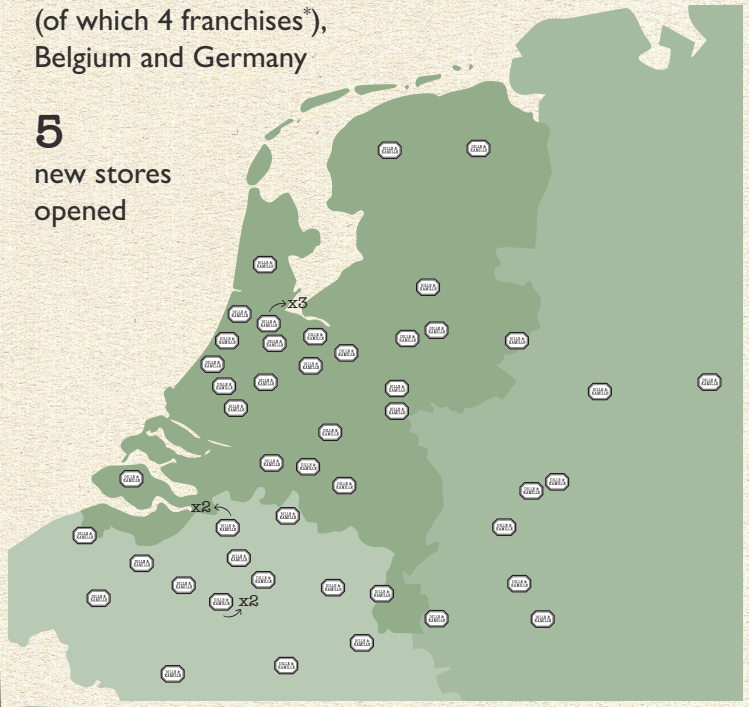 (of which 4 franchises*),
Belgium and Germany
5
new stores
opened
x3
x2
x2